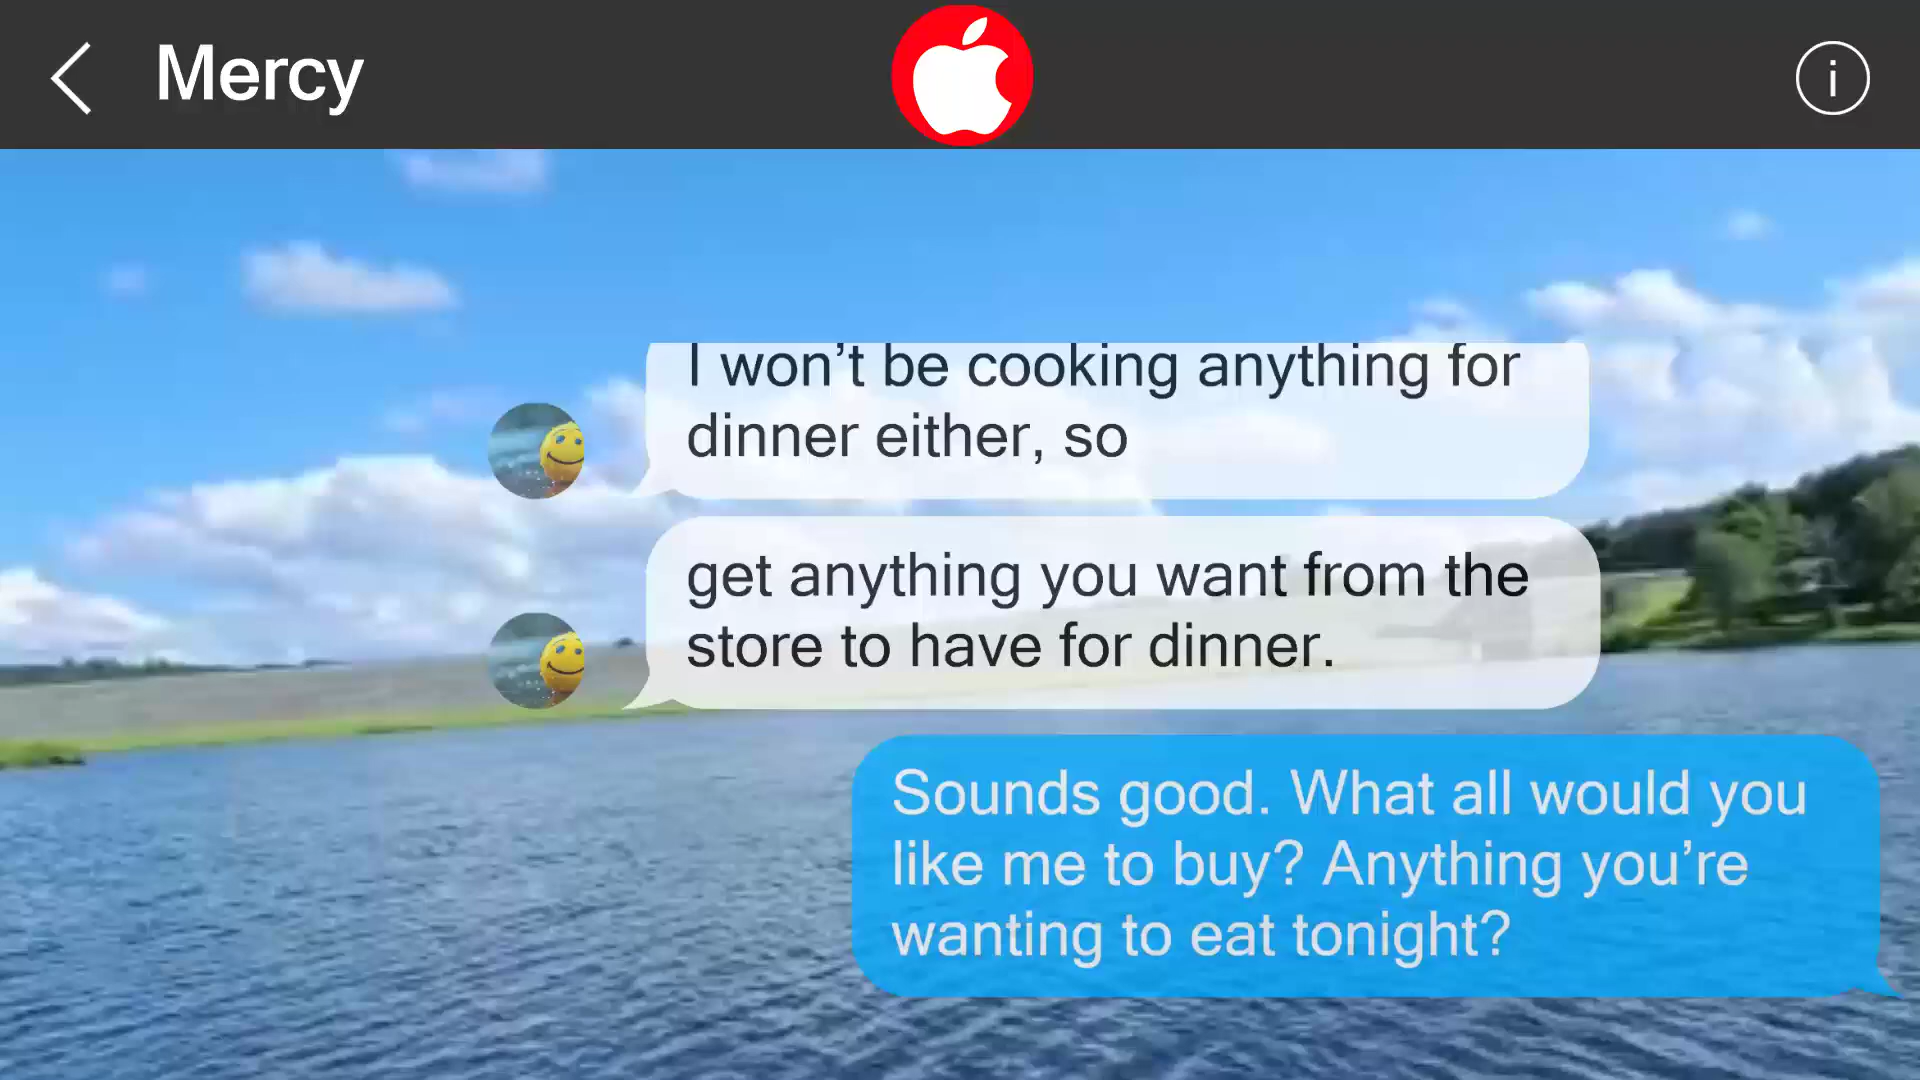 Mercy
i
I won’t be cooking anything for
dinner either, so
get anything you want from the
store to have for dinner.
Sounds good. What all would you
like me to buy? Anything you’re
wanting to eat tonight?